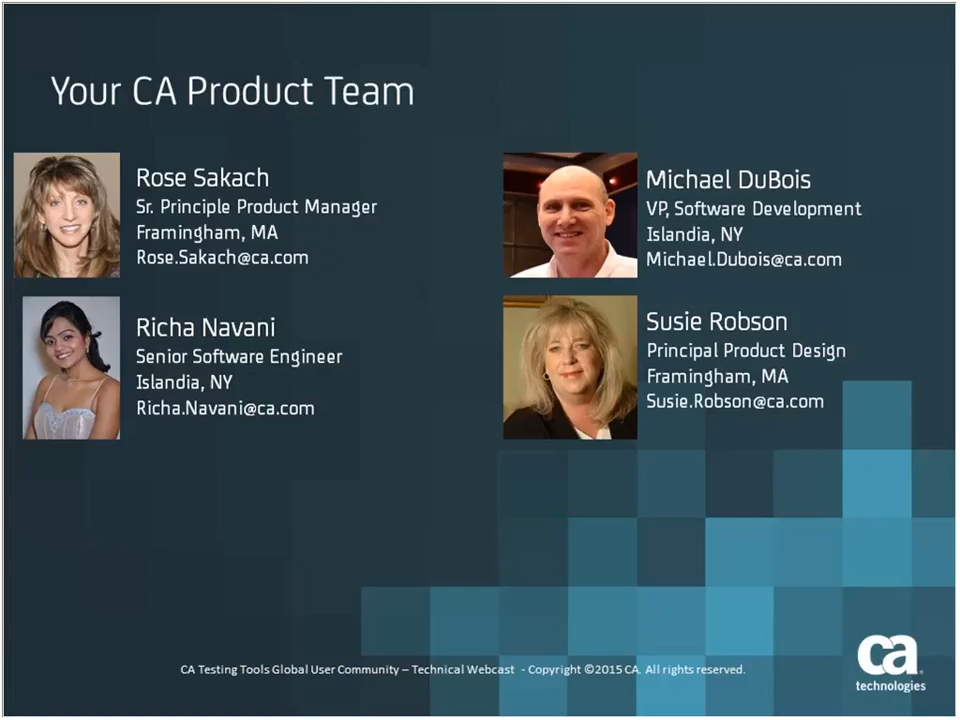 Your CA Product Team
Rose Sakach
Sr. Principle Product Manager
Framingham, MA
Rose.Sakach@ca.com
Michael DuBois
VP, Software Development
Islandia, NY
Michael.Dubois@ca.com
Richa Navani
Senior Software Engineer
Islandia, NY
Richa.Navani@ca.com
Susie Robson
Principal Product Design
Framingham, MA
Susie.Robson@ca.com
CA Testing Tools Global User Community – Technical Webcast - Copyright ©2015 CA. All rights reserved.
ca
technologies